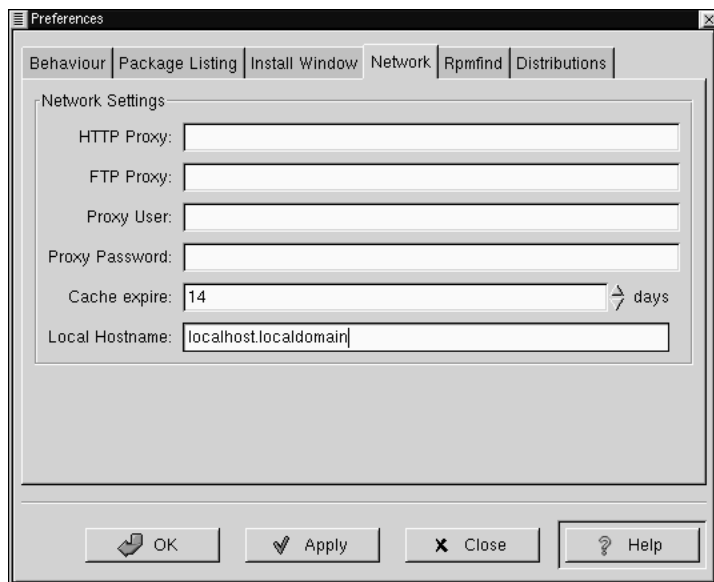 Preferences
Behaviour Package Listing Install Window Network Rpmfind Distributions
Network Settings
HTTP Proxy:
FTP Proxy:
Proxy User:
Proxy Password:
Cache expire: 14 days
Local Hostname: localhost.localdomain
OK Apply Close Help